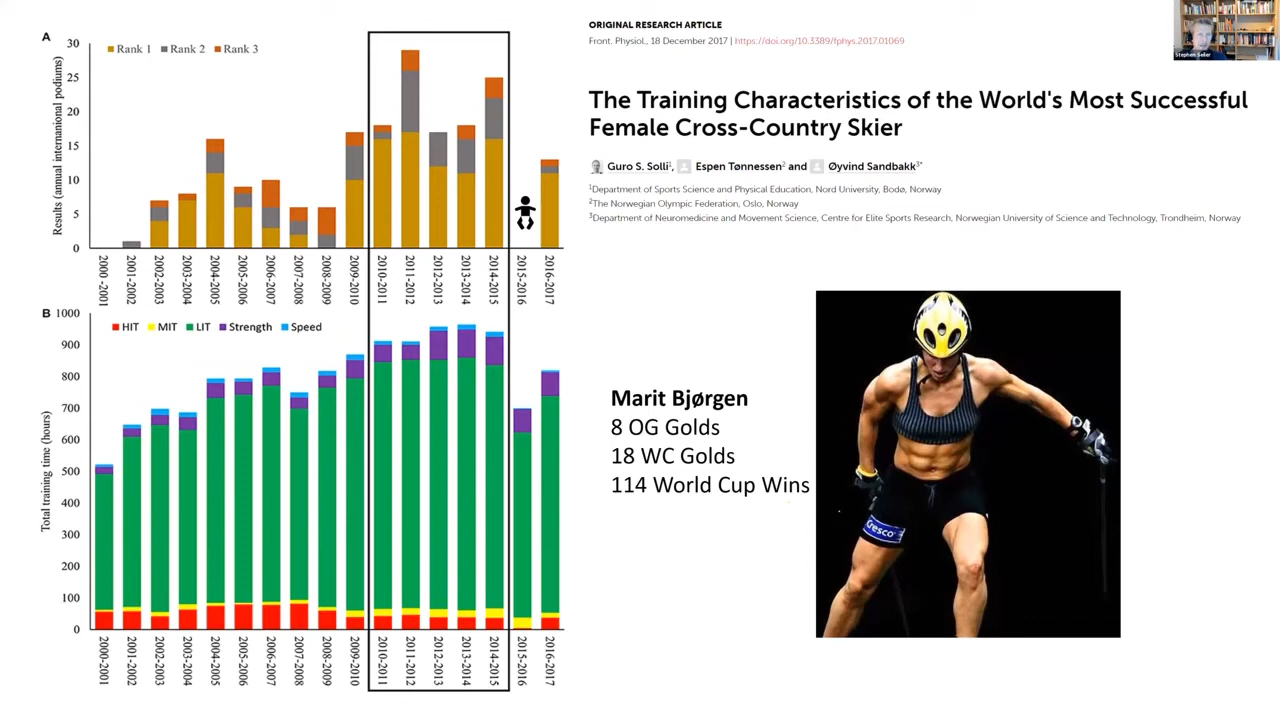 A
Rank 1 Rank 2 Rank 3
Results (annual internanional podiums)
30
25
20
15
10
5
0
2000-2001
2001-2002
2002-2003
2003-2004
2004-2005
2005-2006
2006-2007
2007-2008
2008-2009
2009-2010
2010-2011
2011-2012
2012-2013
2013-2014
2014-2015
2015-2016
2016-2017
B
HIT MIT LIT Strength Speed
Total training time (hours)
1000
900
800
700
600
500
400
300
200
100
0
2000-2001
2001-2002
2002-2003
2003-2004
2004-2005
2005-2006
2006-2007
2007-2008
2008-2009
2009-2010
2010-2011
2011-2012
2012-2013
2013-2014
2014-2015
2015-2016
2016-2017
ORIGINAL RESEARCH ARTICLE
Front. Physiol., 18 December 2017 | https://doi.org/10.3389/fphys.2017.01069
The Training Characteristics of the World's Most Successful
Female Cross-Country Skier
Guro S. Solli¹, Espen Tønnessen² and Øyvind Sandbakk³*
¹Department of Sports Science and Physical Education, Nord University, Bodø, Norway
²The Norwegian Olympic Federation, Oslo, Norway
³Department of Neuromedicine and Movement Science, Centre for Elite Sports Research, Norwegian University of Science and Technology, Trondheim, Norway
Marit Bjørgen
8 OG Golds
18 WC Golds
114 World Cup Wins
Cresco
Stephen Seiler